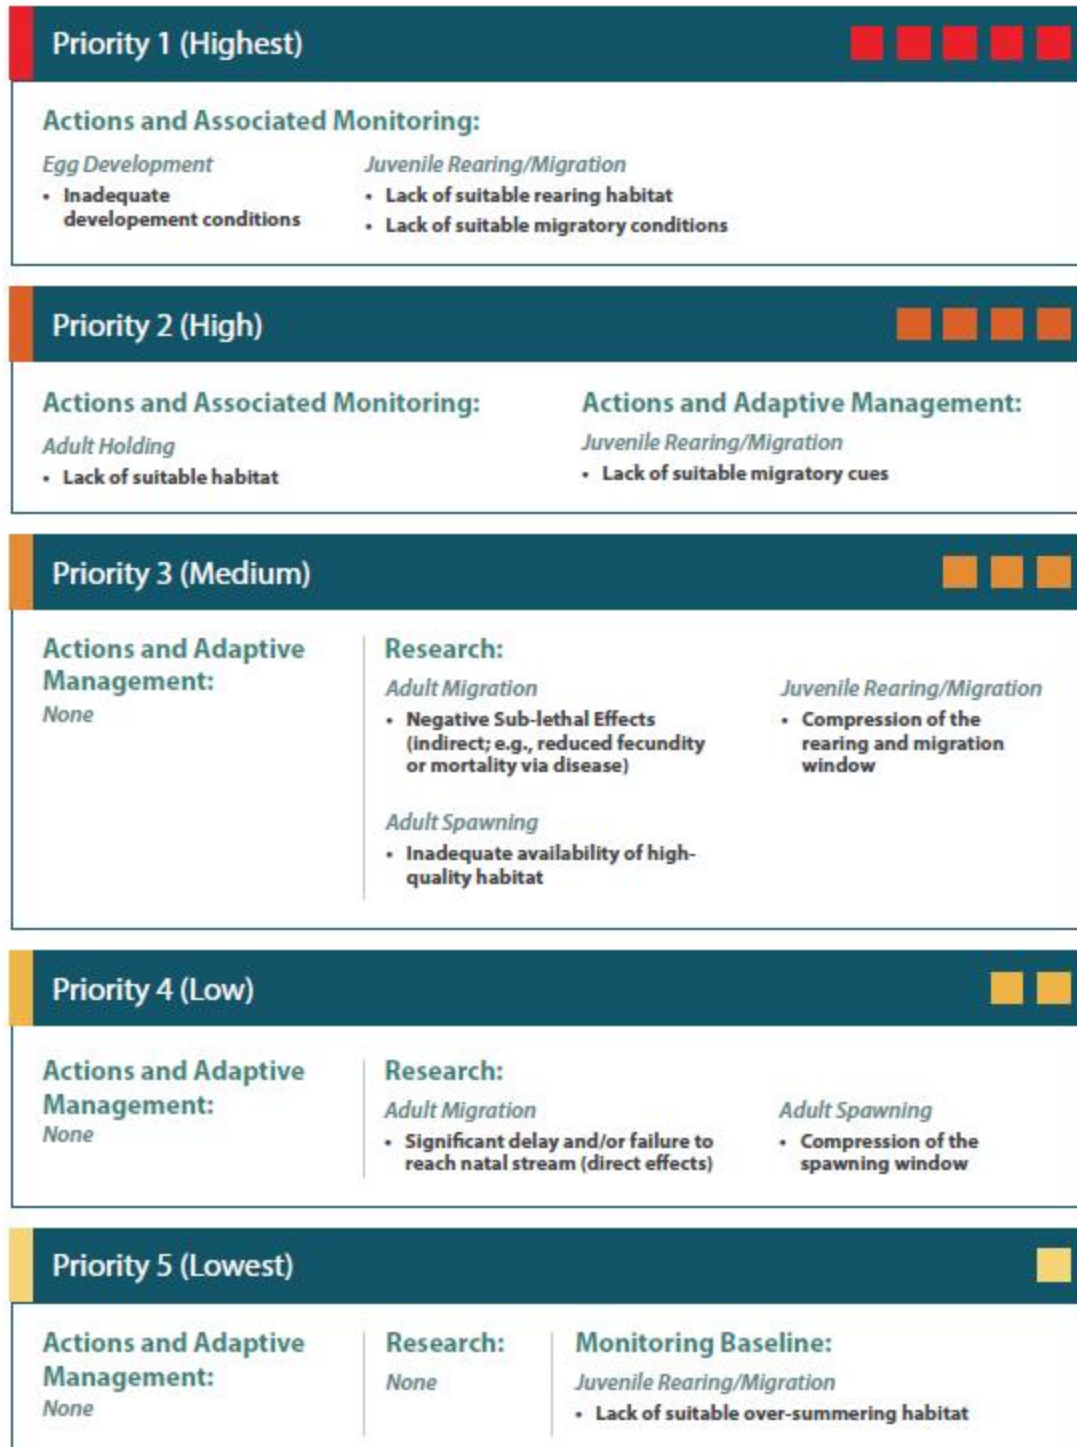 Priority 1 (Highest)
Actions and Associated Monitoring:
Egg Development
• Inadequate
developement conditions
Juvenile Rearing/Migration
• Lack of suitable rearing habitat
• Lack of suitable migratory conditions
Priority 2 (High)
Actions and Associated Monitoring:
Adult Holding
• Lack of suitable habitat
Actions and Adaptive Management:
Juvenile Rearing/Migration
• Lack of suitable migratory cues
Priority 3 (Medium)
Actions and Adaptive
Management:
None
Research:
Adult Migration
• Negative Sub-lethal Effects
(indirect; e.g., reduced fecundity
or mortality via disease)
Adult Spawning
• Inadequate availability of high-
quality habitat
Juvenile Rearing/Migration
• Compression of the
rearing and migration
window
Priority 4 (Low)
Actions and Adaptive
Management:
None
Research:
Adult Migration
• Significant delay and/or failure to
reach natal stream (direct effects)
Adult Spawning
• Compression of the
spawning window
Priority 5 (Lowest)
Actions and Adaptive
Management:
None
Research:
None
Monitoring Baseline:
Juvenile Rearing/Migration
• Lack of suitable over-summering habitat